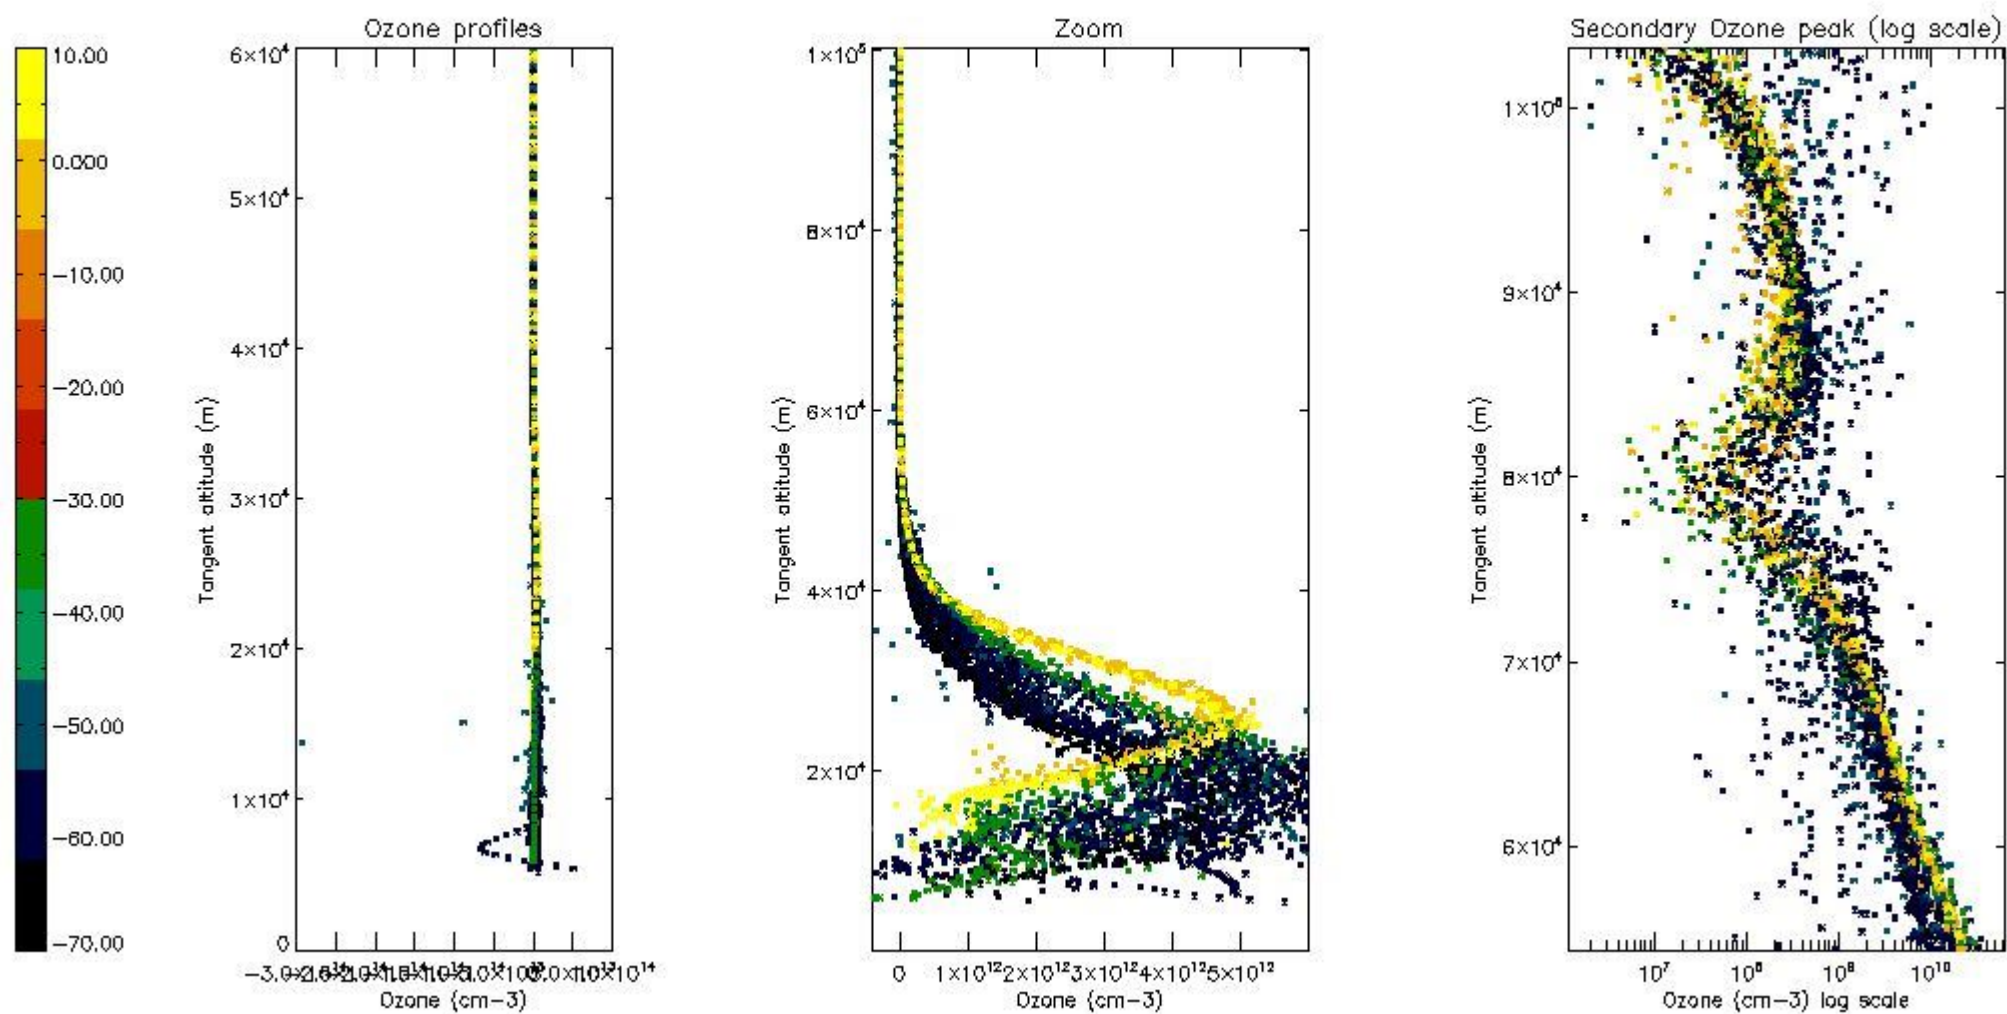 Ozone profiles
Zoom
Secondary Ozone peak (log scale)
10.00
0.000
−10.00
−20.00
−30.00
−40.00
−50.00
−60.00
−70.00
6×10⁴
5×10⁴
4×10⁴
3×10⁴
2×10⁴
1×10⁴
0
Tangent altitude (m)
Ozone (cm−3)
1×10⁵
8×10⁴
6×10⁴
4×10⁴
2×10⁴
Tangent altitude (m)
0 1×10¹² 2×10¹² 3×10¹² 4×10¹² 5×10¹²
Ozone (cm−3)
1×10⁵
9×10⁴
8×10⁴
7×10⁴
6×10⁴
Tangent altitude (m)
10⁷ 10⁸ 10⁹ 10¹⁰
Ozone (cm−3) log scale